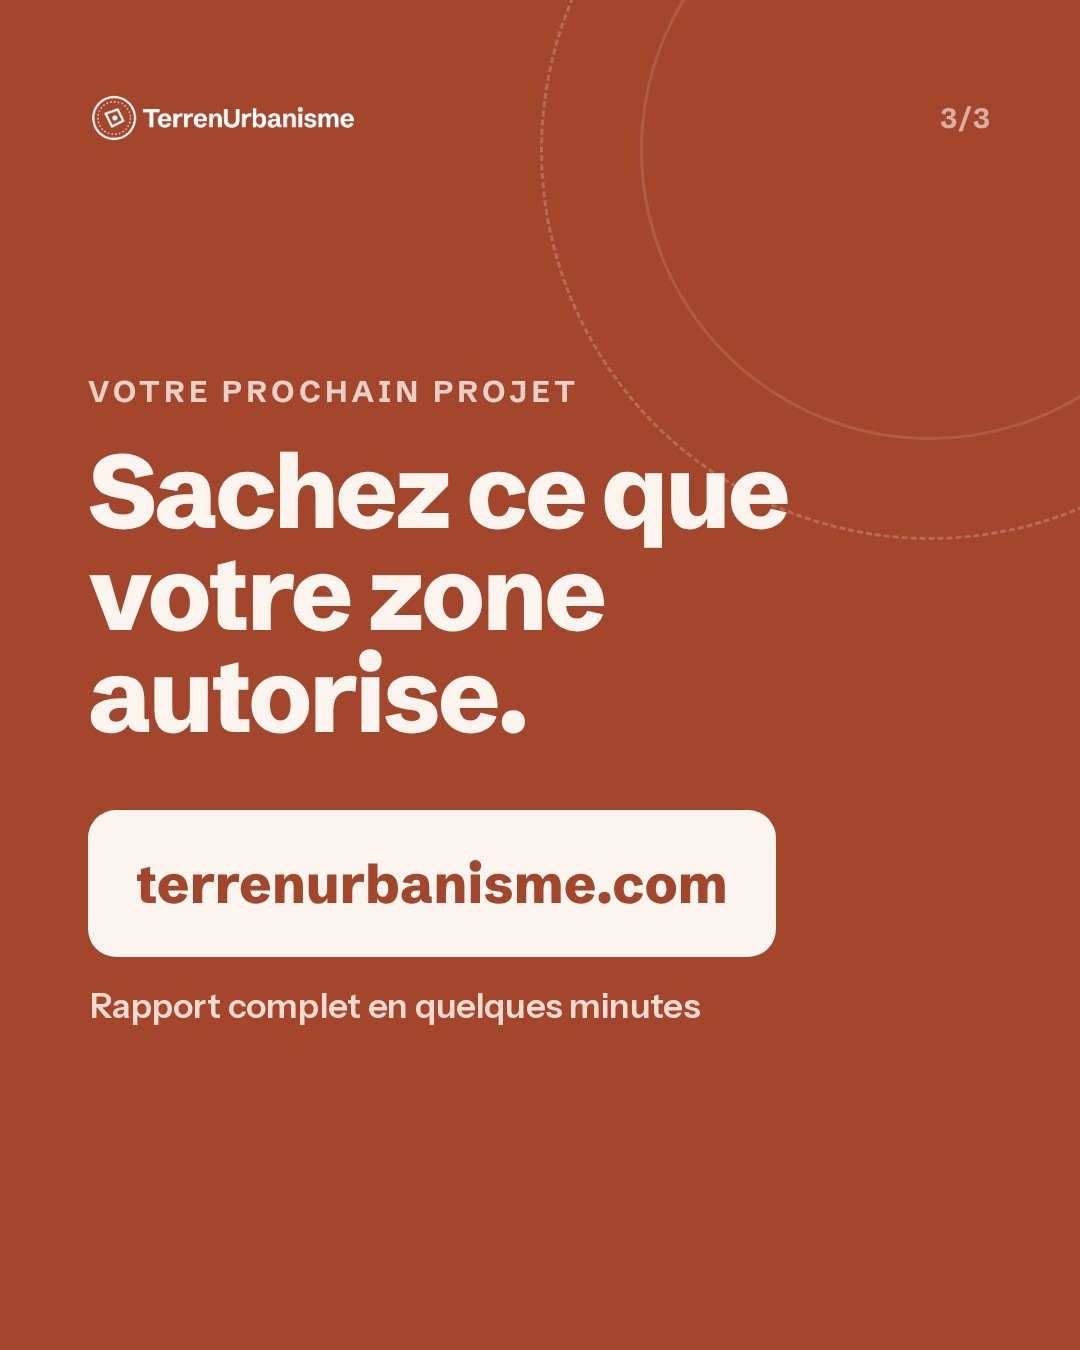 TerrenUrbanisme
3/3
VOTRE PROCHAIN PROJET
Sachez ce que
votre zone
autorise.
terrenurbanisme.com
Rapport complet en quelques minutes